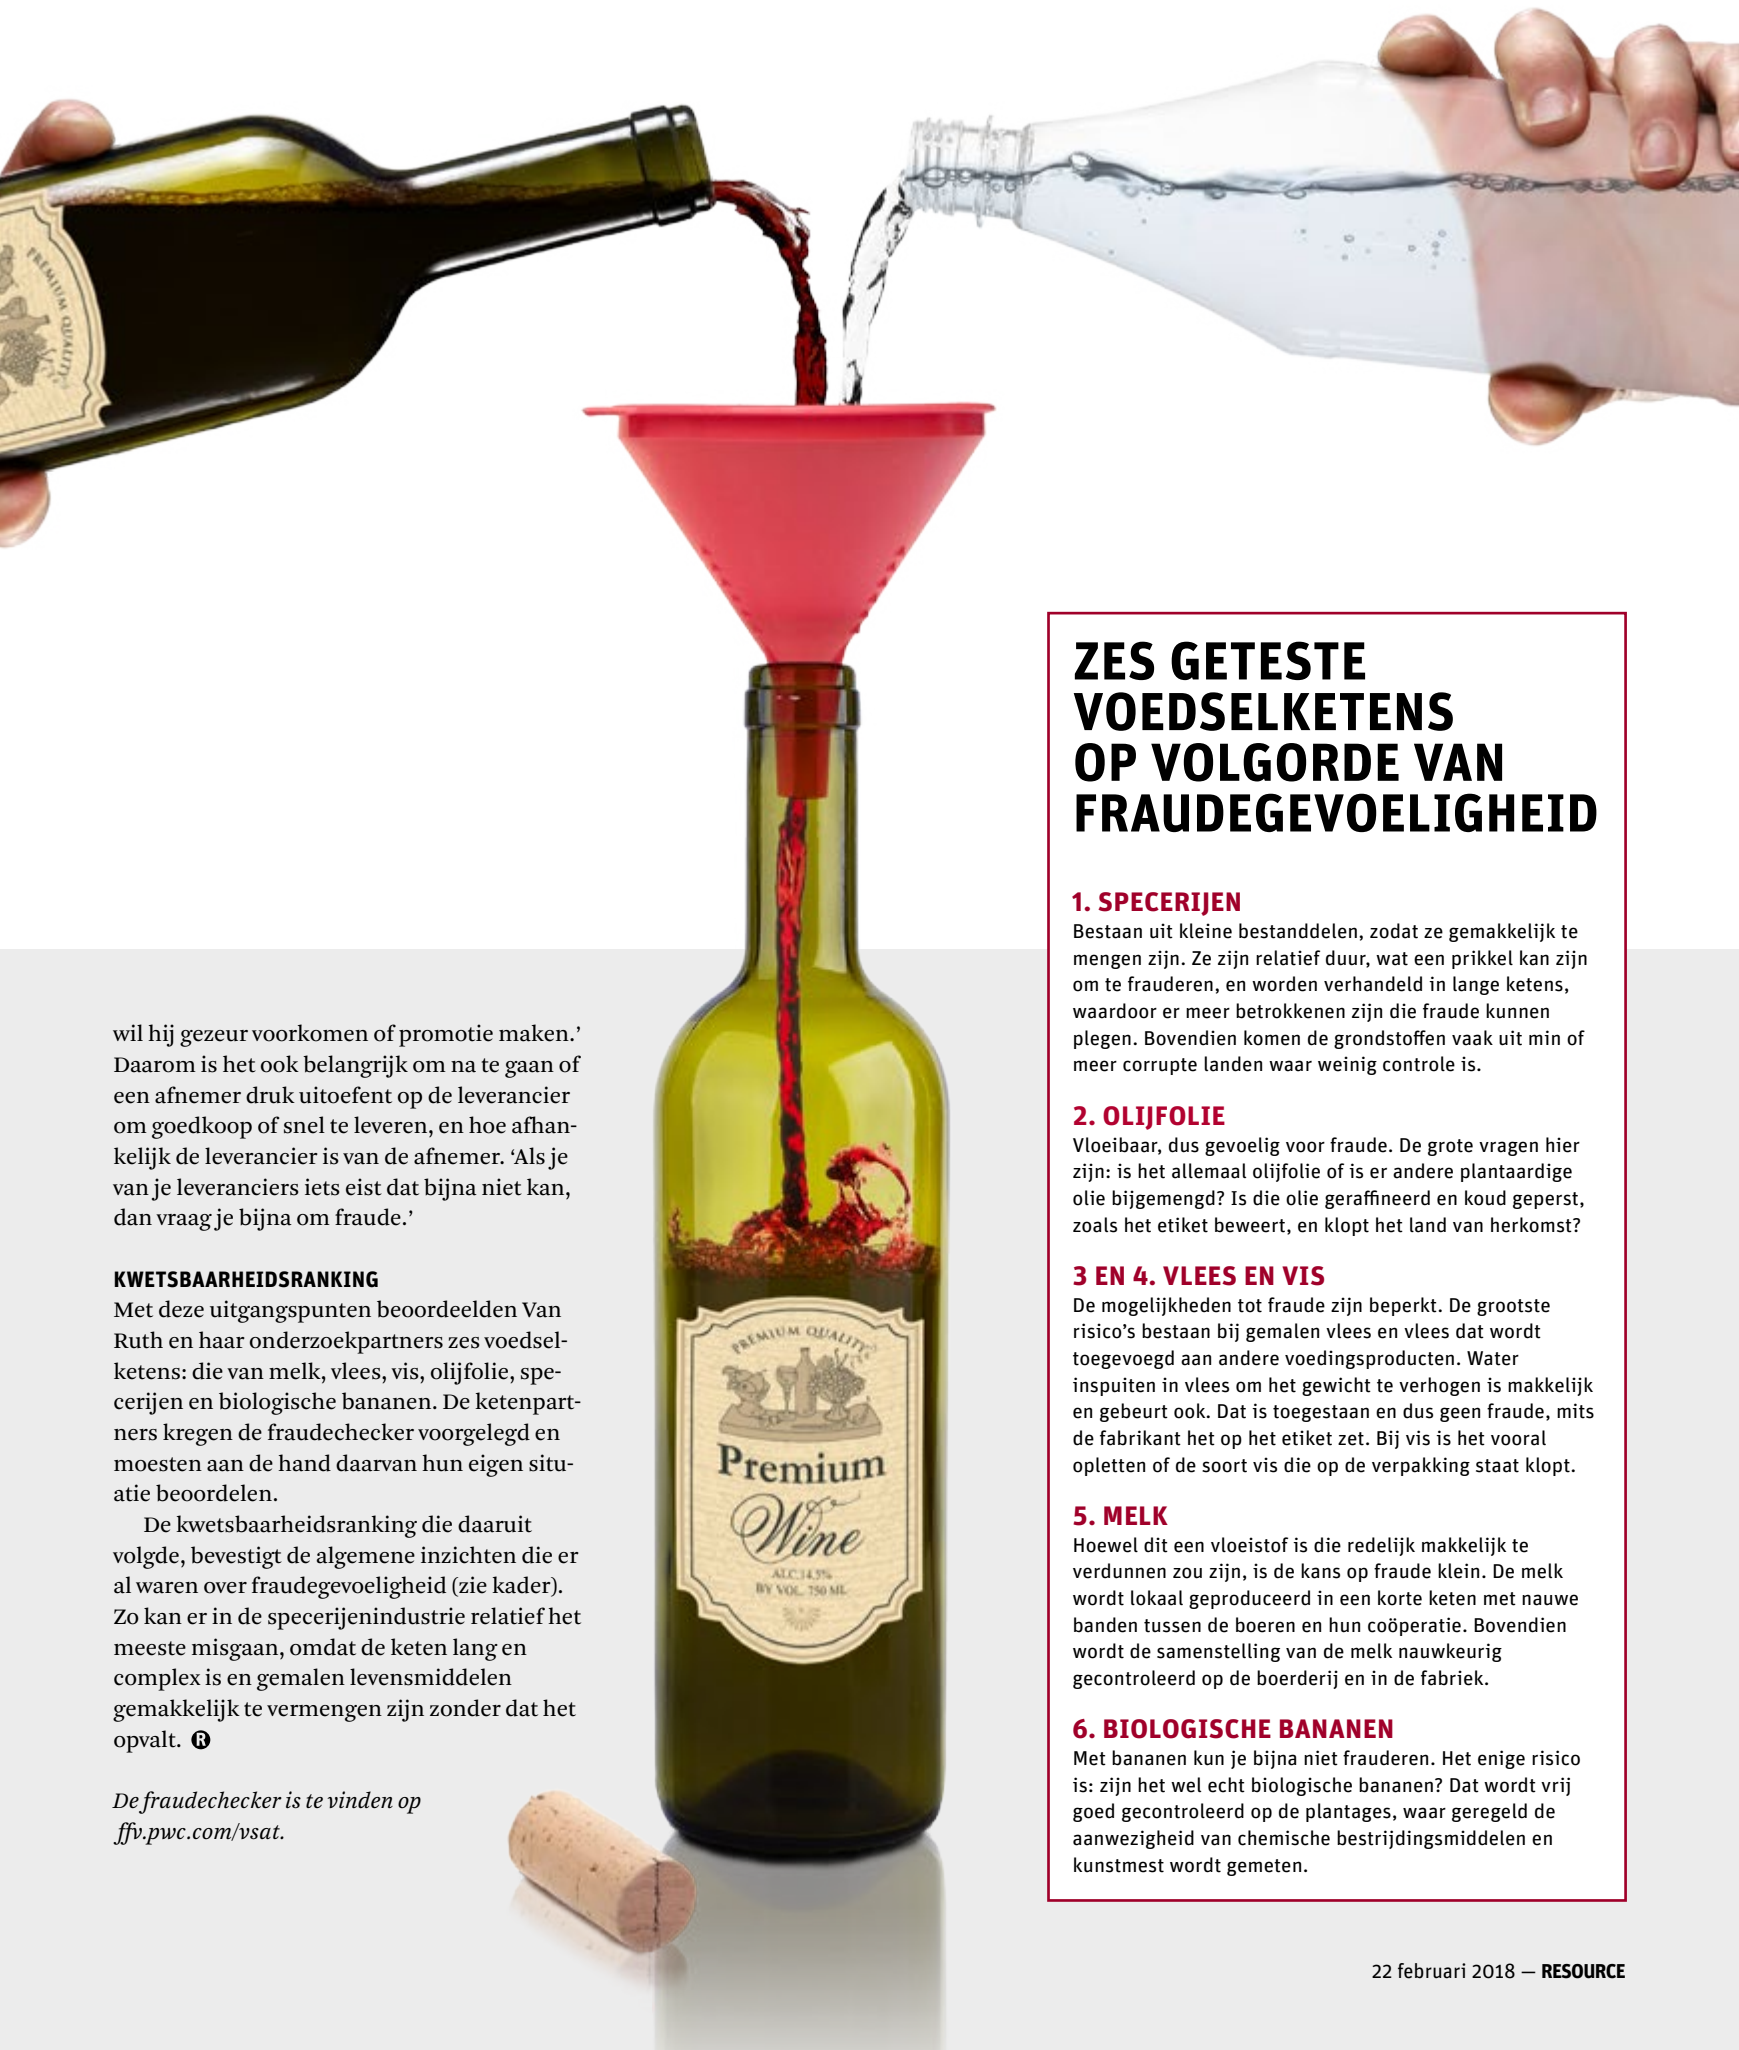 PREMIUM QUALITY
wil hij gezeur voorkomen of promotie maken.’
Daarom is het ook belangrijk om na te gaan of
een afnemer druk uitoefent op de leverancier
om goedkoop of snel te leveren, en hoe afhan-
kelijk de leverancier is van de afnemer. ‘Als je
van je leveranciers iets eist dat bijna niet kan,
dan vraag je bijna om fraude.’
KWETSBAARHEIDSRANKING
Met deze uitgangspunten beoordeelden Van
Ruth en haar onderzoekpartners zes voedsel-
ketens: die van melk, vlees, vis, olijfolie, spe-
cerijen en biologische bananen. De ketenpart-
ners kregen de fraudechecker voorgelegd en
moesten aan de hand daarvan hun eigen situ-
atie beoordelen.
De kwetsbaarheidsranking die daaruit
volgde, bevestigt de algemene inzichten die er
al waren over fraudegevoeligheid (zie kader).
Zo kan er in de specerijenindustrie relatief het
meeste misgaan, omdat de keten lang en
complex is en gemalen levensmiddelen
gemakkelijk te vermengen zijn zonder dat het
opvalt. R
De fraudechecker is te vinden op
ffv.pwc.com/vsat.
PREMIUM QUALITY
Premium
Wine
ALC.14.5%
BY VOL. 750 ML
ZES GETESTE
VOEDSELKETENS
OP VOLGORDE VAN
FRAUDEGEVOELIGHEID
1. SPECERIJEN
Bestaan uit kleine bestanddelen, zodat ze gemakkelijk te
mengen zijn. Ze zijn relatief duur, wat een prikkel kan zijn
om te frauderen, en worden verhandeld in lange ketens,
waardoor er meer betrokkenen zijn die fraude kunnen
plegen. Bovendien komen de grondstoffen vaak uit min of
meer corrupte landen waar weinig controle is.
2. OLIJFOLIE
Vloeibaar, dus gevoelig voor fraude. De grote vragen hier
zijn: is het allemaal olijfolie of is er andere plantaardige
olie bijgemengd? Is die olie geraffineerd en koud geperst,
zoals het etiket beweert, en klopt het land van herkomst?
3 EN 4. VLEES EN VIS
De mogelijkheden tot fraude zijn beperkt. De grootste
risico’s bestaan bij gemalen vlees en vlees dat wordt
toegevoegd aan andere voedingsproducten. Water
inspuiten in vlees om het gewicht te verhogen is makkelijk
en gebeurt ook. Dat is toegestaan en dus geen fraude, mits
de fabrikant het op het etiket zet. Bij vis is het vooral
opletten of de soort vis die op de verpakking staat klopt.
5. MELK
Hoewel dit een vloeistof is die redelijk makkelijk te
verdunnen zou zijn, is de kans op fraude klein. De melk
wordt lokaal geproduceerd in een korte keten met nauwe
banden tussen de boeren en hun coöperatie. Bovendien
wordt de samenstelling van de melk nauwkeurig
gecontroleerd op de boerderij en in de fabriek.
6. BIOLOGISCHE BANANEN
Met bananen kun je bijna niet frauderen. Het enige risico
is: zijn het wel echt biologische bananen? Dat wordt vrij
goed gecontroleerd op de plantages, waar geregeld de
aanwezigheid van chemische bestrijdingsmiddelen en
kunstmest wordt gemeten.
22 februari 2018 — RESOURCE